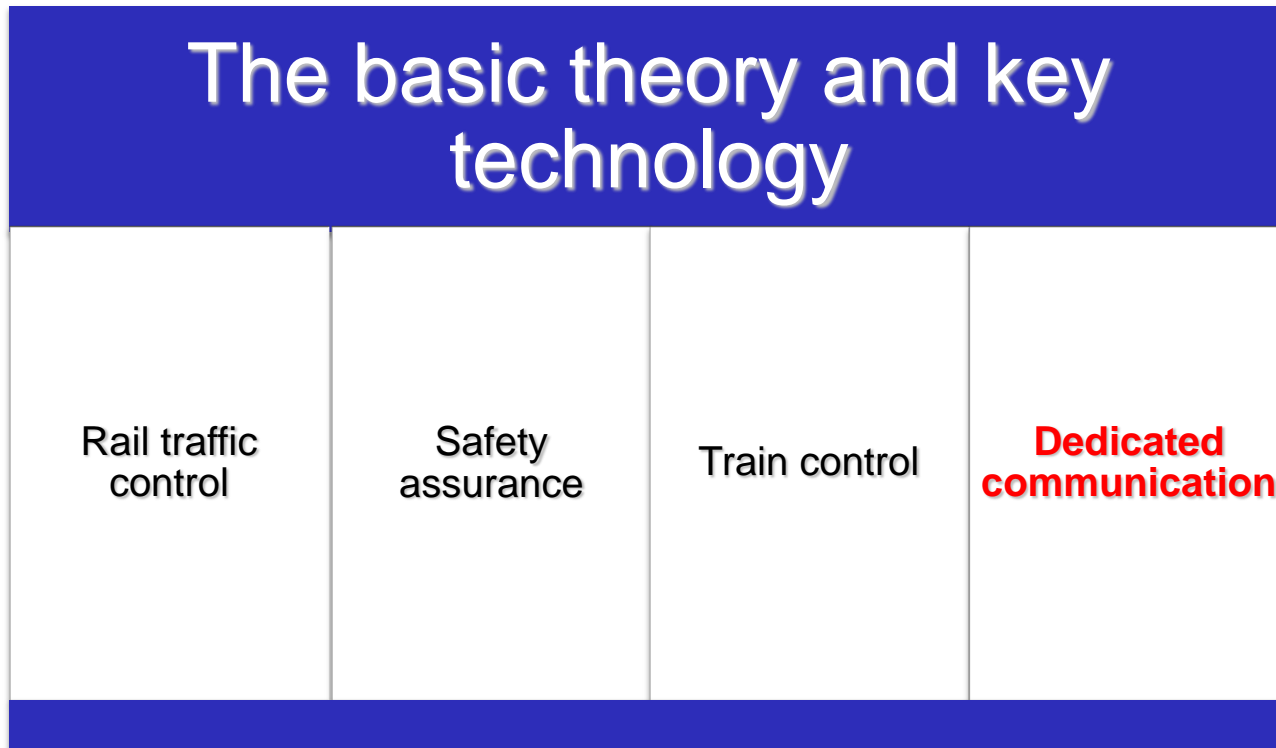 The basic theory and key
technology
Rail traffic
control
Safety
assurance
Train control
Dedicated
communication